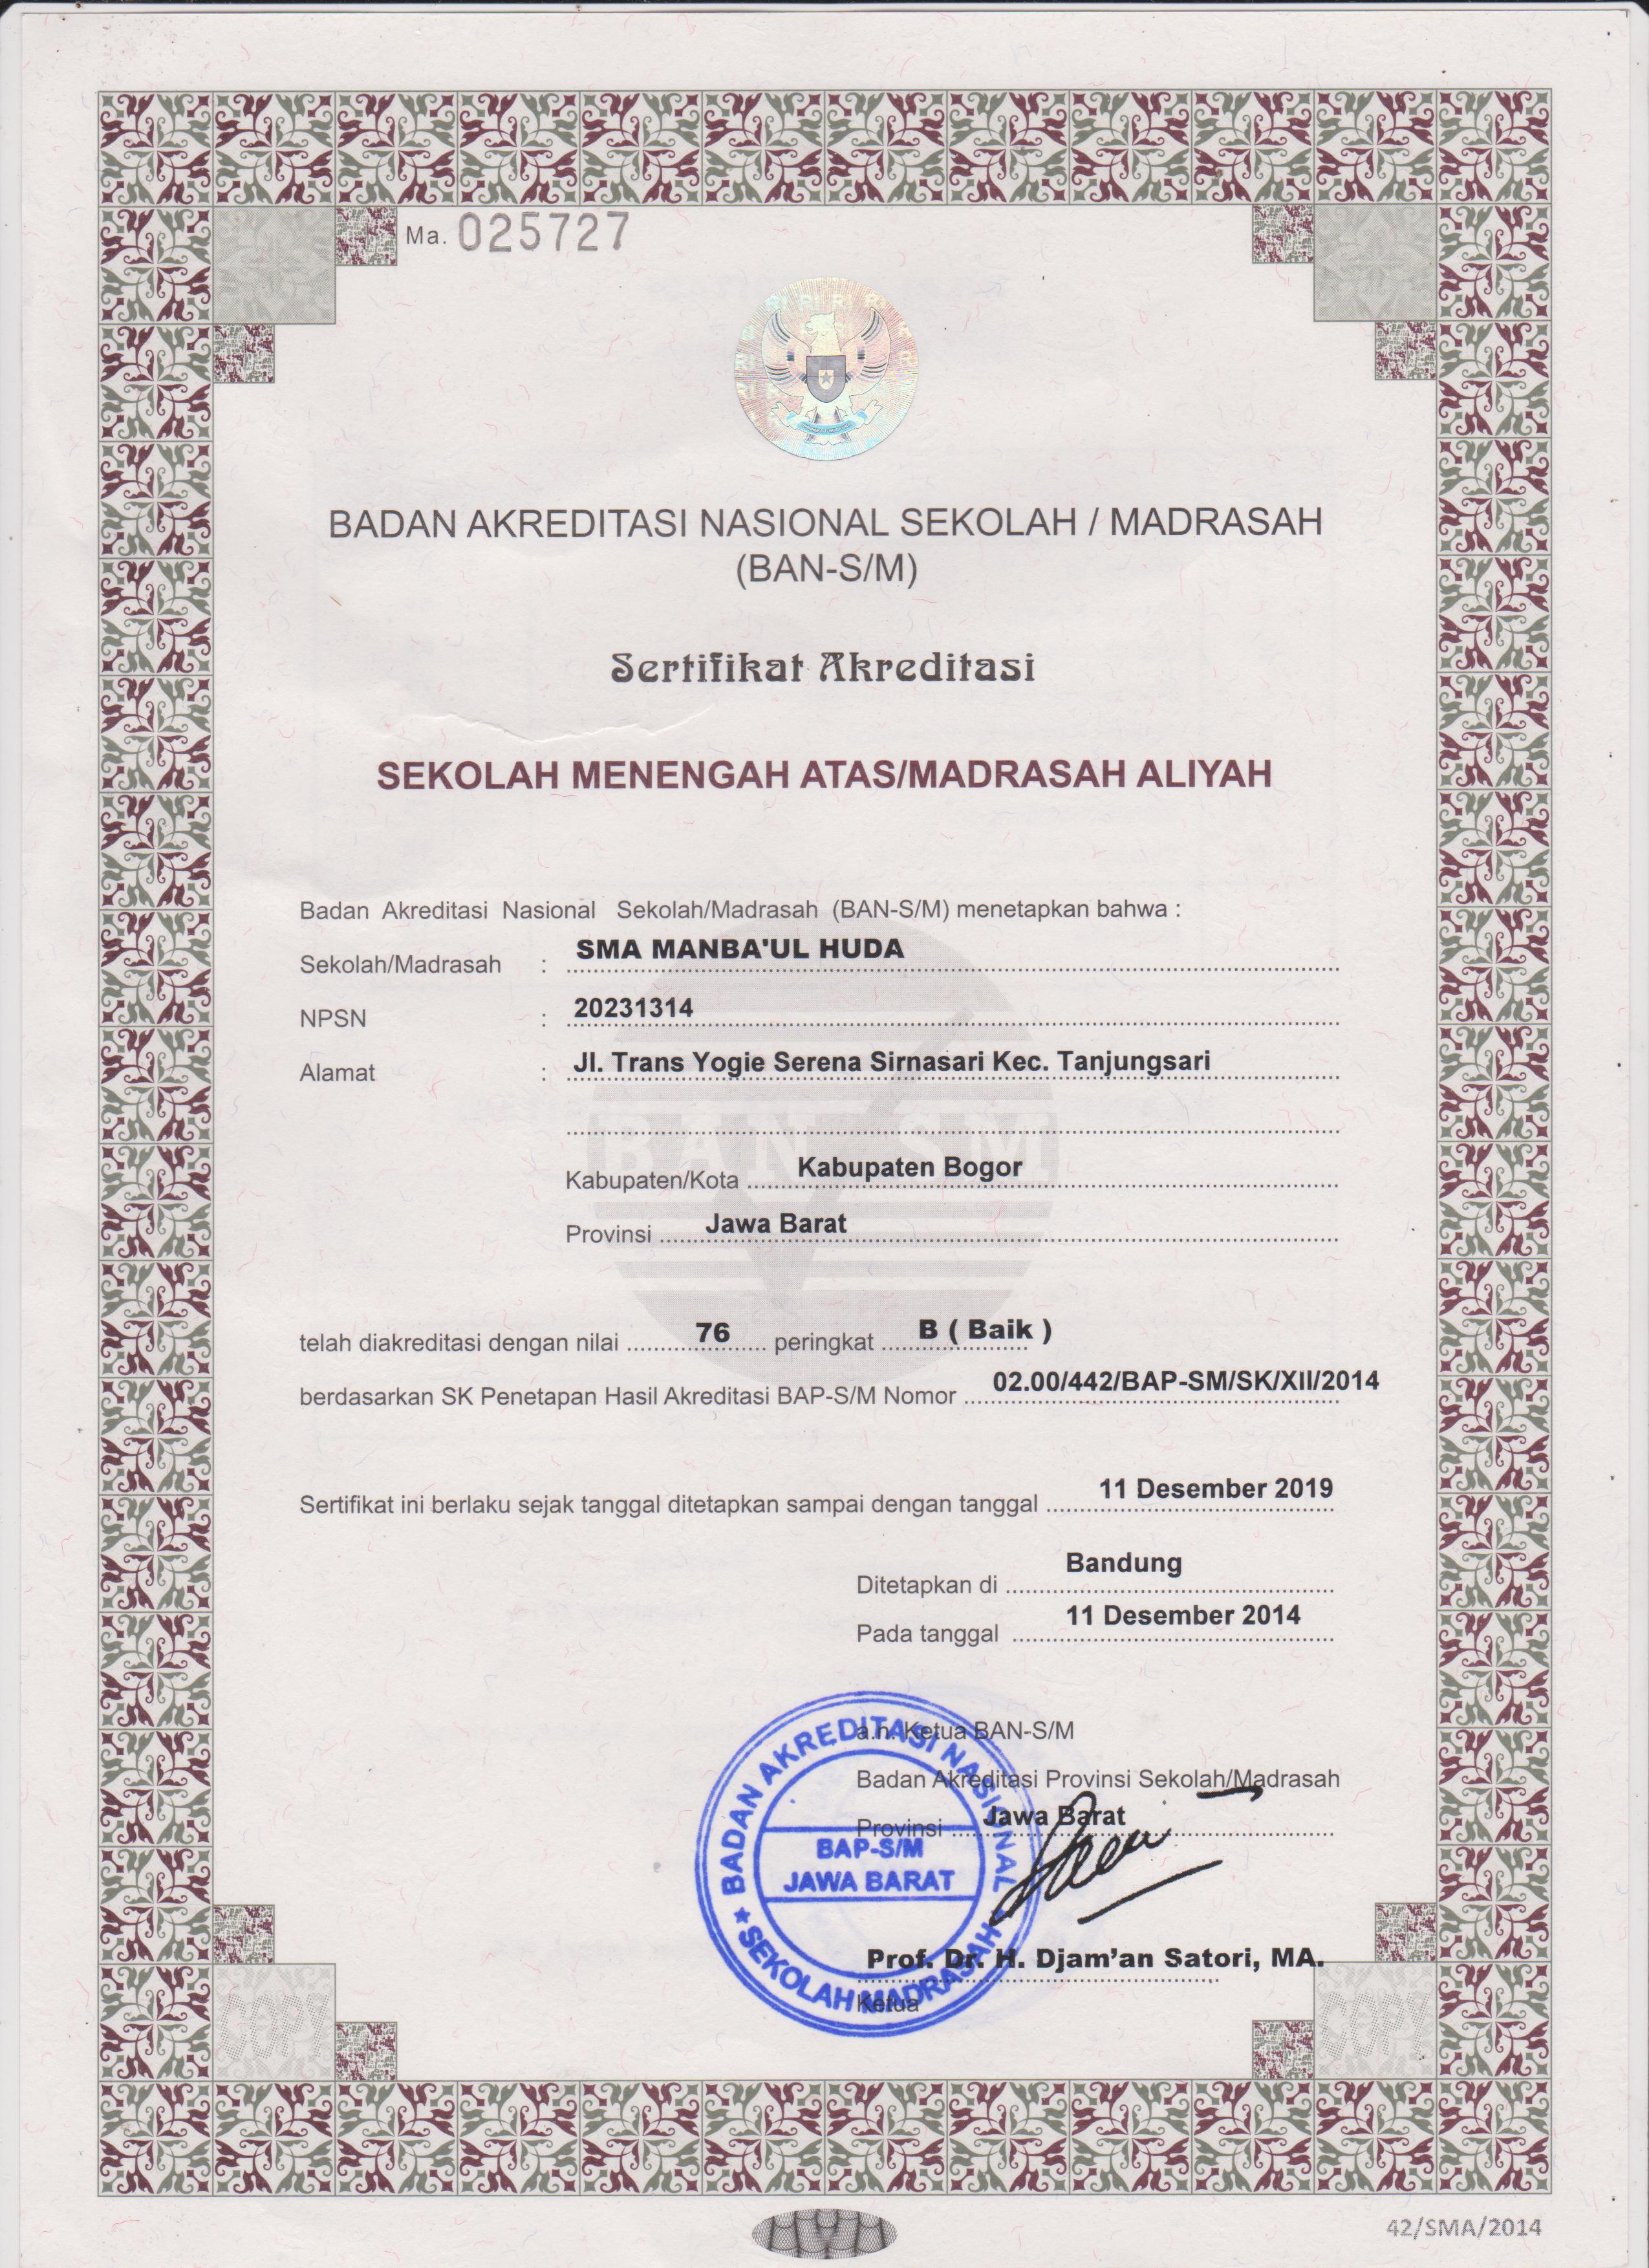 Ma. 025727
BADAN AKREDITASI NASIONAL SEKOLAH / MADRASAH
(BAN-S/M)
Sertifikat Akreditasi
SEKOLAH MENENGAH ATAS/MADRASAH ALIYAH
Badan Akreditasi Nasional Sekolah/Madrasah (BAN-S/M) menetapkan bahwa :
Sekolah/Madrasah : SMA MANBA'UL HUDA
NPSN : 20231314
Alamat : Jl. Trans Yogie Serena Sirnasari Kec. Tanjungsari
BAN SM
Kabupaten/Kota Kabupaten Bogor
Provinsi Jawa Barat
telah diakreditasi dengan nilai 76 peringkat B ( Baik )
berdasarkan SK Penetapan Hasil Akreditasi BAP-S/M Nomor 02.00/442/BAP-SM/SK/XII/2014
Sertifikat ini berlaku sejak tanggal ditetapkan sampai dengan tanggal 11 Desember 2019
Ditetapkan di Bandung
Pada tanggal 11 Desember 2014
a.n. Ketua BAN-S/M
Badan Akreditasi Provinsi Sekolah/Madrasah
Provinsi Jawa Barat
BADAN AKREDITASI NASIONAL
BAP-S/M
JAWA BARAT
★ SEKOLAH MADRASAH
Prof. Dr. H. Djam’an Satori, MA.
Ketua
COPY
COPY
42/SMA/2014